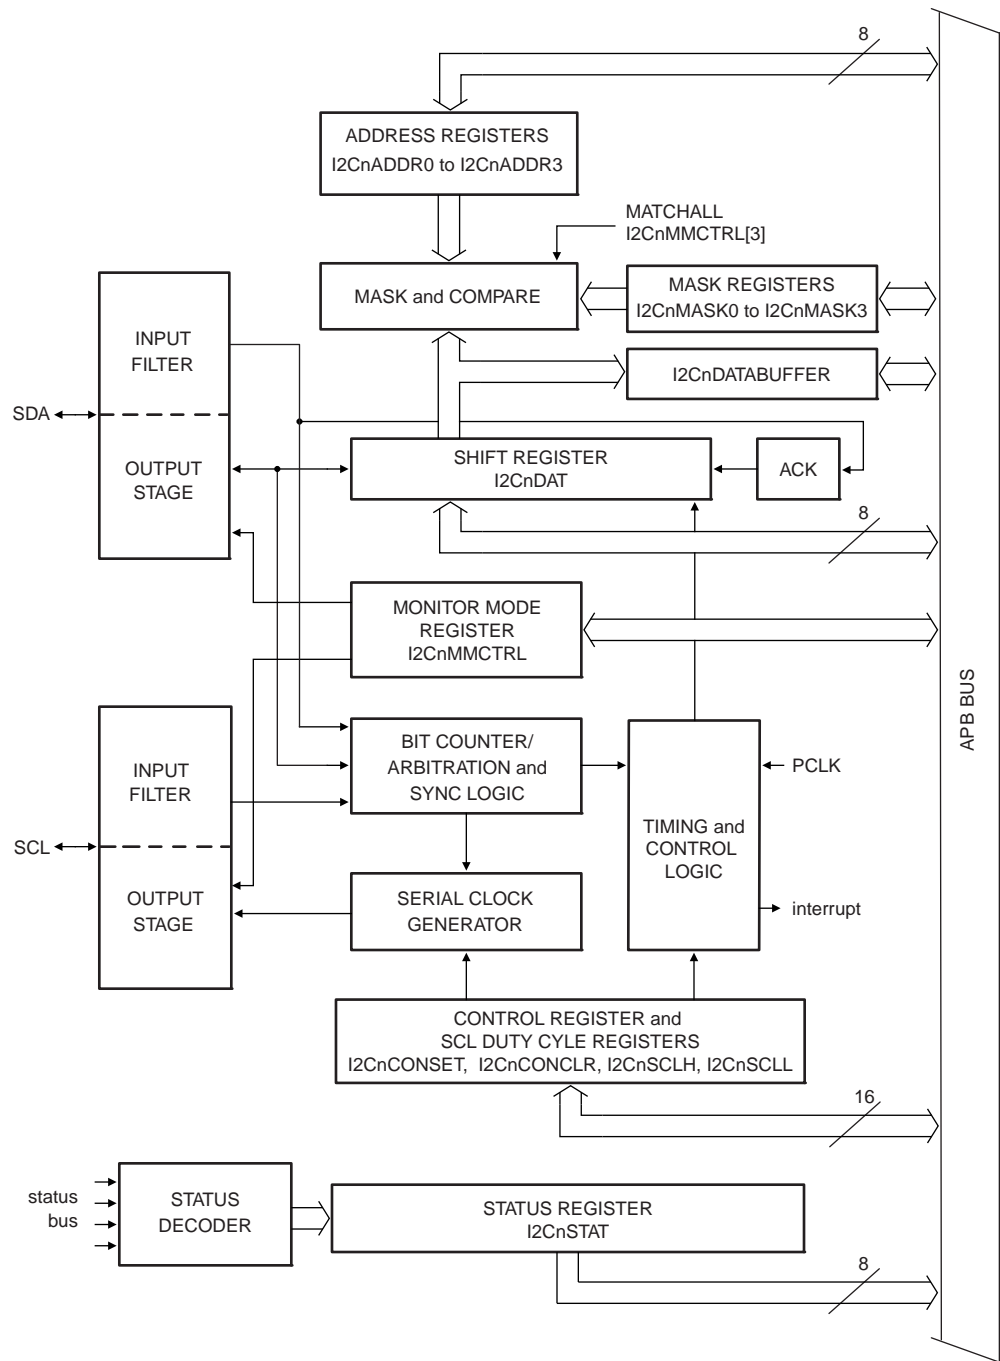 8
ADDRESS REGISTERS
I2CnADDR0 to I2CnADDR3
MATCHALL
I2CnMMCTRL[3]
MASK and COMPARE
MASK REGISTERS
I2CnMASK0 to I2CnMASK3
I2CnDATABUFFER
INPUT
FILTER
SDA
OUTPUT
STAGE
SHIFT REGISTER
I2CnDAT
ACK
8
MONITOR MODE
REGISTER
I2CnMMCTRL
APB BUS
BIT COUNTER/
ARBITRATION and
SYNC LOGIC
PCLK
INPUT
FILTER
SCL
OUTPUT
STAGE
TIMING and
CONTROL
LOGIC
SERIAL CLOCK
GENERATOR
interrupt
CONTROL REGISTER and
SCL DUTY CYLE REGISTERS
I2CnCONSET, I2CnCONCLR, I2CnSCLH, I2CnSCLL
16
status
bus
STATUS
DECODER
STATUS REGISTER
I2CnSTAT
8